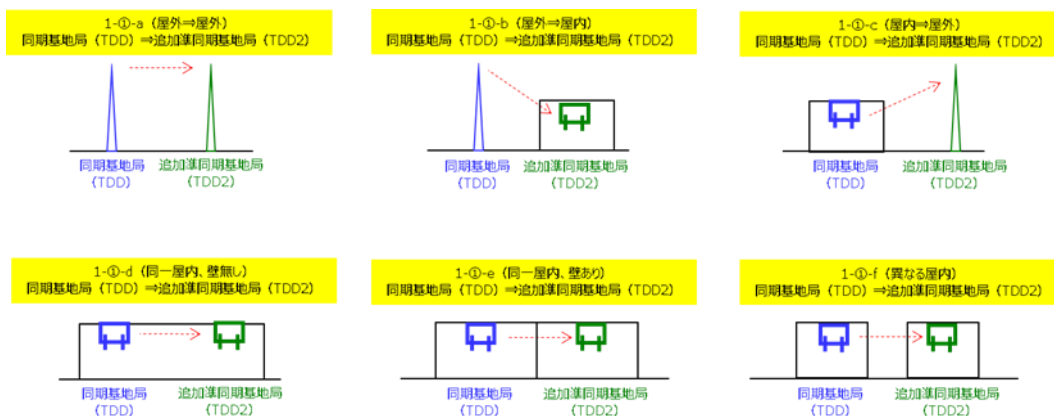 1-①-a (屋外⇒屋外)
同期基地局 (TDD) ⇒追加準同期基地局 (TDD2)
同期基地局
(TDD)
追加準同期基地局
(TDD2)
1-①-b (屋外⇒屋内)
同期基地局 (TDD) ⇒追加準同期基地局 (TDD2)
同期基地局
(TDD)
追加準同期基地局
(TDD2)
1-①-c (屋内⇒屋外)
同期基地局 (TDD) ⇒追加準同期基地局 (TDD2)
同期基地局
(TDD)
追加準同期基地局
(TDD2)
1-①-d (同一屋内、壁無し)
同期基地局 (TDD) ⇒追加準同期基地局 (TDD2)
同期基地局
(TDD)
追加準同期基地局
(TDD2)
1-①-e (同一屋内、壁あり)
同期基地局 (TDD) ⇒追加準同期基地局 (TDD2)
同期基地局
(TDD)
追加準同期基地局
(TDD2)
1-①-f (異なる屋内)
同期基地局 (TDD) ⇒追加準同期基地局 (TDD2)
同期基地局
(TDD)
追加準同期基地局
(TDD2)